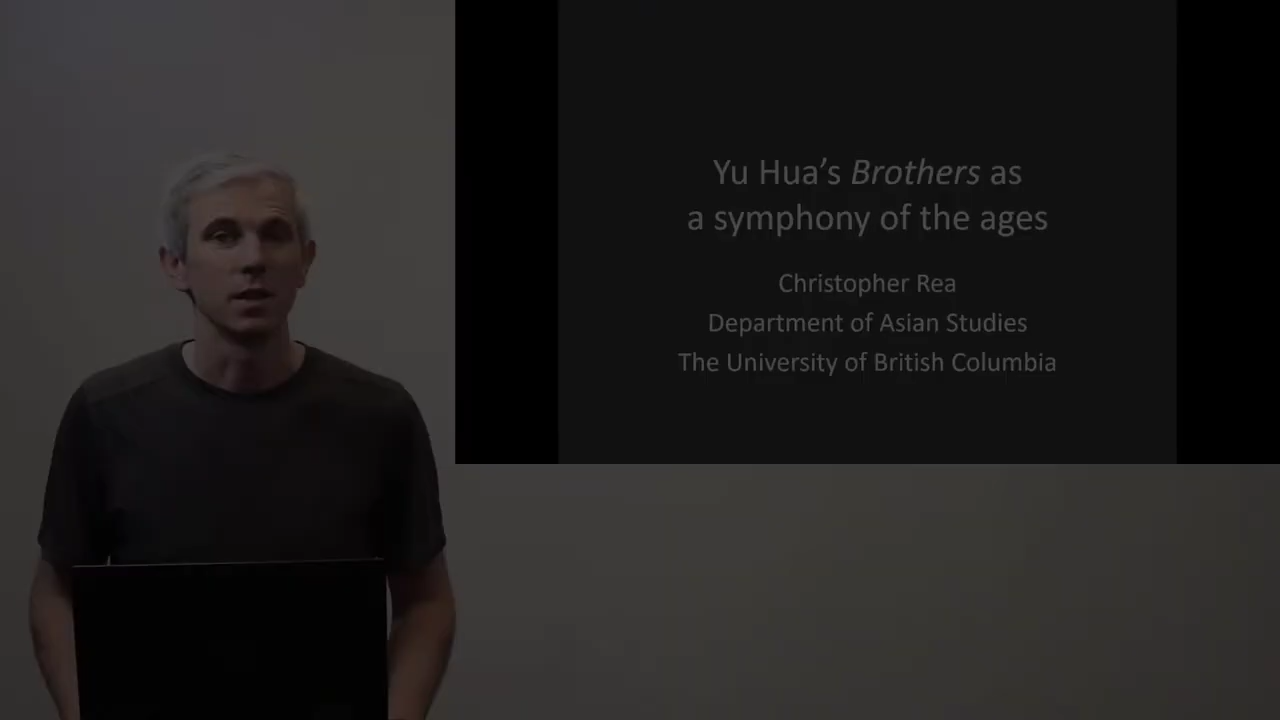 Yu Hua’s Brothers as
a symphony of the ages
Christopher Rea
Department of Asian Studies
The University of British Columbia